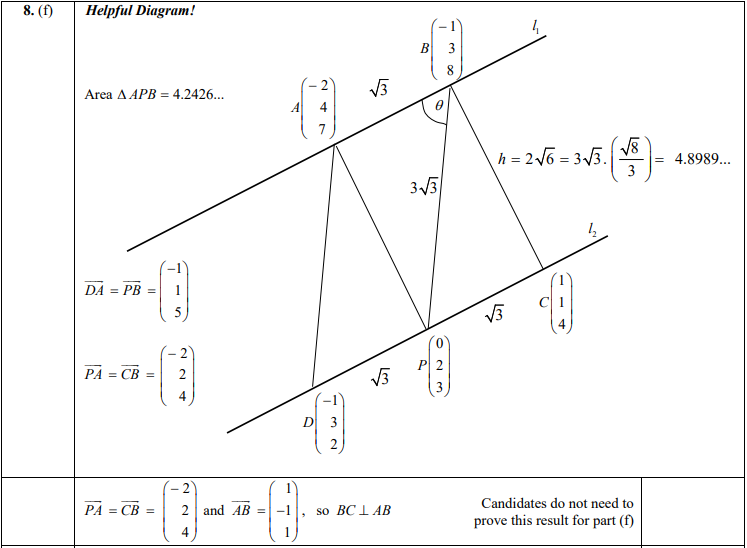 8. (f) Helpful Diagram!
l₁
B (−1 3 8)
√3
Area Δ APB = 4.2426...
A (−2 4 7)
θ
h = 2√6 = 3√3.(√8/3) = 4.8989...
3√3
l₂
DA = PB = (−1 1 5)
C (1 1 4)
√3
P (0 2 3)
PA = CB = (−2 2 4)
√3
D (−1 3 2)
PA = CB = (−2 2 4) and AB = (1 −1 1), so BC ⊥ AB
Candidates do not need to
prove this result for part (f)